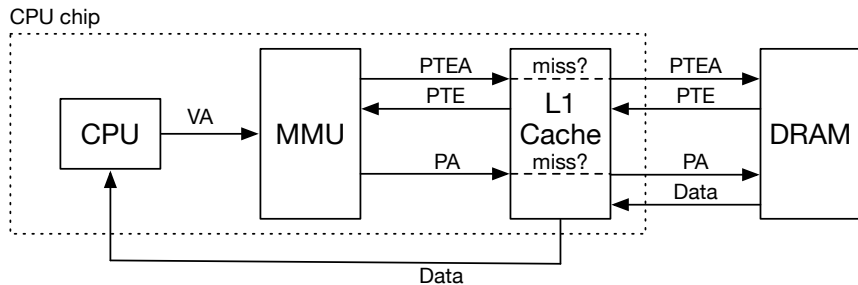 CPU chip
PTEA
miss?
PTEA
PTE
L1
PTE
CPU
VA
MMU
Cache
DRAM
PA
miss?
PA
Data
Data